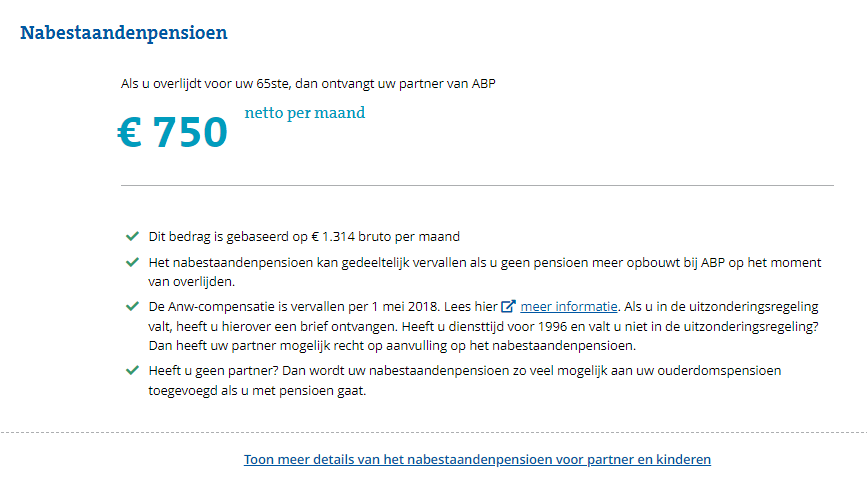 Nabestaandenpensioen
Als u overlijdt voor uw 65ste, dan ontvangt uw partner van ABP
€ 750 netto per maand
Dit bedrag is gebaseerd op € 1.314 bruto per maand
Het nabestaandenpensioen kan gedeeltelijk vervallen als u geen pensioen meer opbouwt bij ABP op het moment
van overlijden.
De Anw-compensatie is vervallen per 1 mei 2018. Lees hier meer informatie. Als u in de uitzonderingsregeling
valt, heeft u hierover een brief ontvangen. Heeft u diensttijd voor 1996 en valt u niet in de uitzonderingsregeling?
Dan heeft uw partner mogelijk recht op aanvulling op het nabestaandenpensioen.
Heeft u geen partner? Dan wordt uw nabestaandenpensioen zo veel mogelijk aan uw ouderdomspensioen
toegevoegd als u met pensioen gaat.
Toon meer details van het nabestaandenpensioen voor partner en kinderen